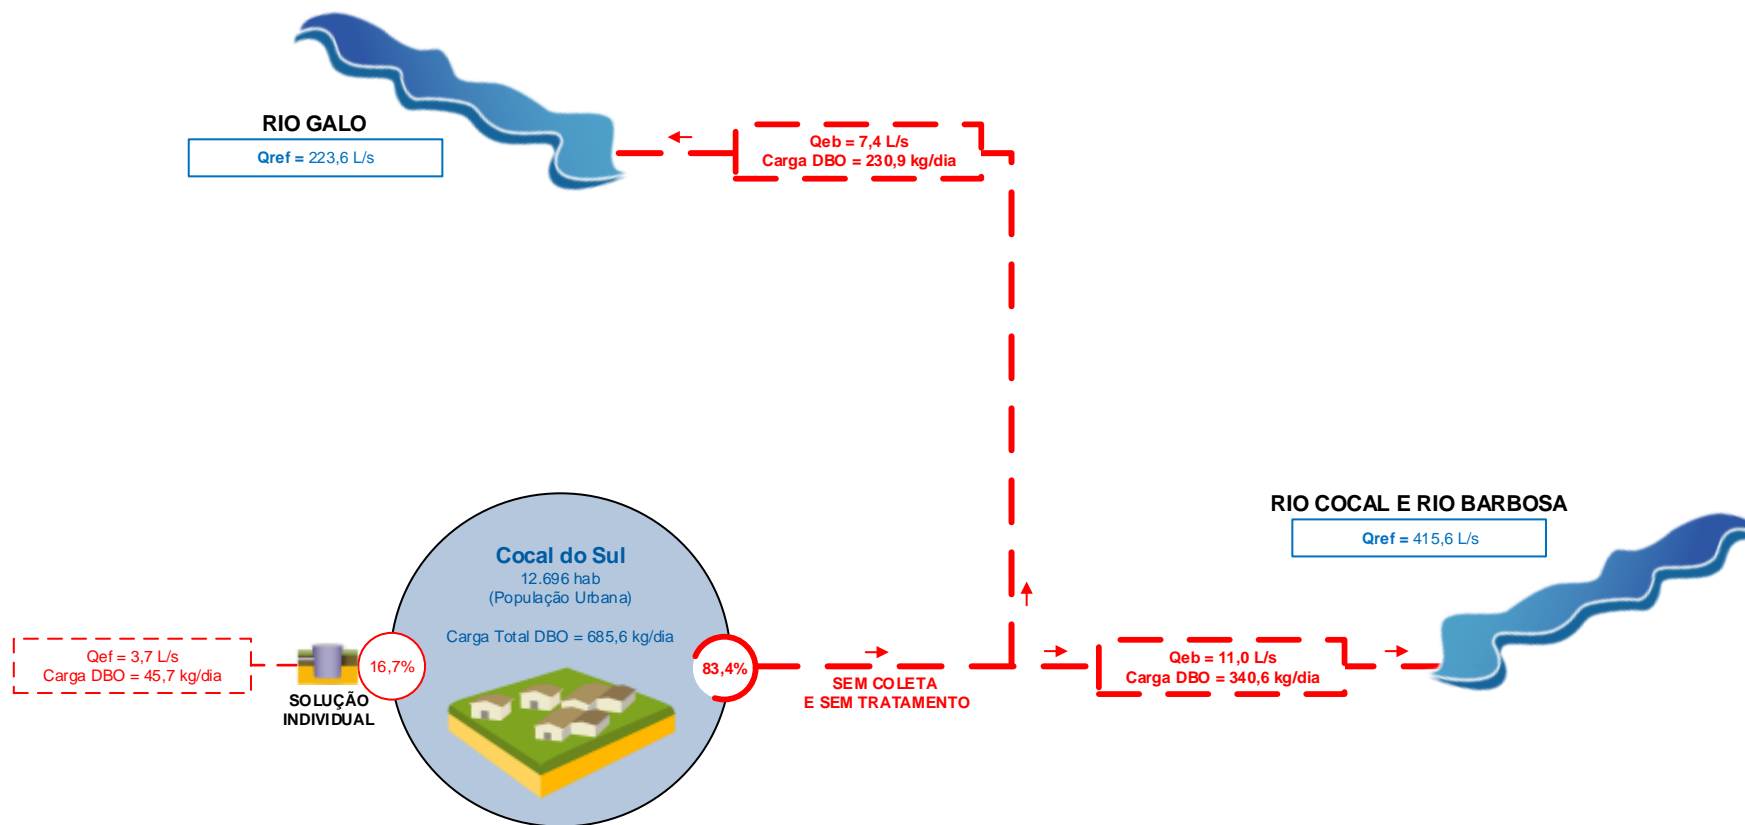 RIO GALO
Qref = 223,6 L/s
Qeb = 7,4 L/s
Carga DBO = 230,9 kg/dia
RIO COCAL E RIO BARBOSA
Qref = 415,6 L/s
Cocal do Sul
12.696 hab
(População Urbana)
Carga Total DBO = 685,6 kg/dia
Qef = 3,7 L/s
Carga DBO = 45,7 kg/dia
SOLUÇÃO
INDIVIDUAL
16,7%
83,4%
SEM COLETA
E SEM TRATAMENTO
Qeb = 11,0 L/s
Carga DBO = 340,6 kg/dia